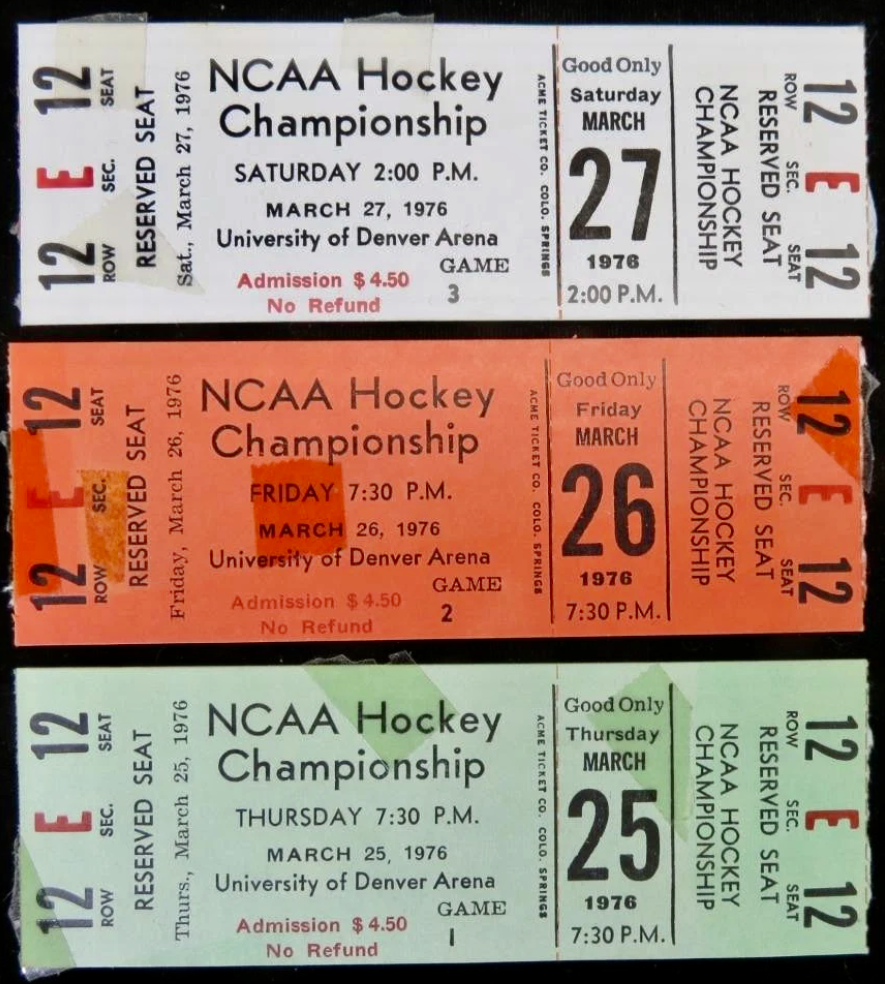 12 E 12
SEAT SEC. ROW
RESERVED SEAT
Sat., March 27, 1976
NCAA Hockey
Championship
SATURDAY 2:00 P.M.
MARCH 27, 1976
University of Denver Arena
GAME
Admission $4.50
3
No Refund
ACME TICKET CO. COLO. SPRINGS
Good Only
Saturday
MARCH
27
1976
2:00 P.M.
NCAA HOCKEY
CHAMPIONSHIP
RESERVED SEAT
ROW SEC. SEAT
12 E 12
12 E 12
SEAT SEC. ROW
RESERVED SEAT
Friday, March 26, 1976
NCAA Hockey
Championship
FRIDAY 7:30 P.M.
MARCH 26, 1976
University of Denver Arena
GAME
Admission $4.50
2
No Refund
ACME TICKET CO. COLO. SPRINGS
Good Only
Friday
MARCH
26
1976
7:30 P.M.
NCAA HOCKEY
CHAMPIONSHIP
RESERVED SEAT
ROW SEC. SEAT
12 E 12
12 E 12
SEAT SEC. ROW
RESERVED SEAT
Thurs., March 25, 1976
NCAA Hockey
Championship
THURSDAY 7:30 P.M.
MARCH 25, 1976
University of Denver Arena
GAME
Admission $4.50
1
No Refund
ACME TICKET CO. COLO. SPRINGS
Good Only
Thursday
MARCH
25
1976
7:30 P.M.
NCAA HOCKEY
CHAMPIONSHIP
RESERVED SEAT
ROW SEC. SEAT
12 E 12